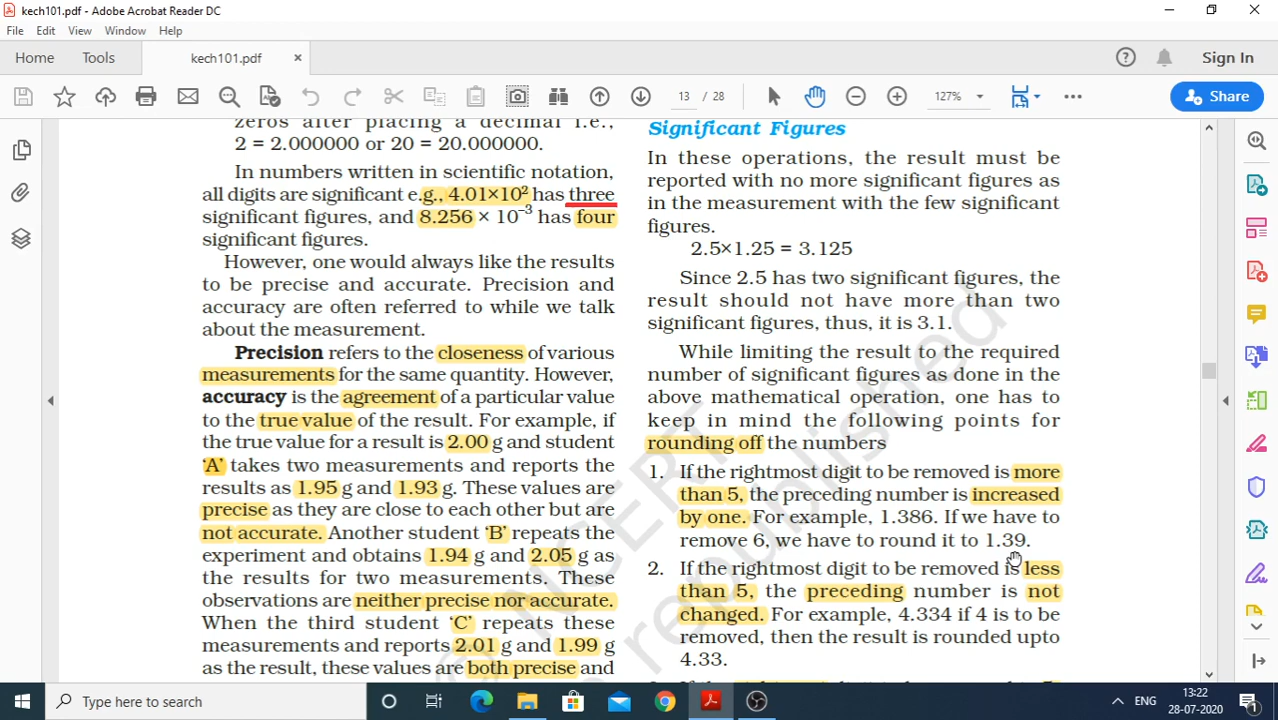 kech101.pdf - Adobe Acrobat Reader DC
File Edit View Window Help
Home Tools kech101.pdf × Sign In
13 / 28 127% Share
zeros after placing a decimal i.e.,
2 = 2.000000 or 20 = 20.000000.
In numbers written in scientific notation,
all digits are significant e.g., 4.01×10² has three
significant figures, and 8.256 × 10⁻³ has four
significant figures.
However, one would always like the results
to be precise and accurate. Precision and
accuracy are often referred to while we talk
about the measurement.
Precision refers to the closeness of various
measurements for the same quantity. However,
accuracy is the agreement of a particular value
to the true value of the result. For example, if
the true value for a result is 2.00 g and student
‘A’ takes two measurements and reports the
results as 1.95 g and 1.93 g. These values are
precise as they are close to each other but are
not accurate. Another student ‘B’ repeats the
experiment and obtains 1.94 g and 2.05 g as
the results for two measurements. These
observations are neither precise nor accurate.
When the third student ‘C’ repeats these
measurements and reports 2.01 g and 1.99 g
as the result, these values are both precise and
Significant Figures
In these operations, the result must be
reported with no more significant figures as
in the measurement with the few significant
figures.
2.5×1.25 = 3.125
Since 2.5 has two significant figures, the
result should not have more than two
significant figures, thus, it is 3.1.
While limiting the result to the required
number of significant figures as done in the
above mathematical operation, one has to
keep in mind the following points for
rounding off the numbers
1. If the rightmost digit to be removed is more
than 5, the preceding number is increased
by one. For example, 1.386. If we have to
remove 6, we have to round it to 1.39.
2. If the rightmost digit to be removed is less
than 5, the preceding number is not
changed. For example, 4.334 if 4 is to be
removed, then the result is rounded upto
4.33.
© NCERT
republished
Type here to search
ENG 13:22
28-07-2020
1